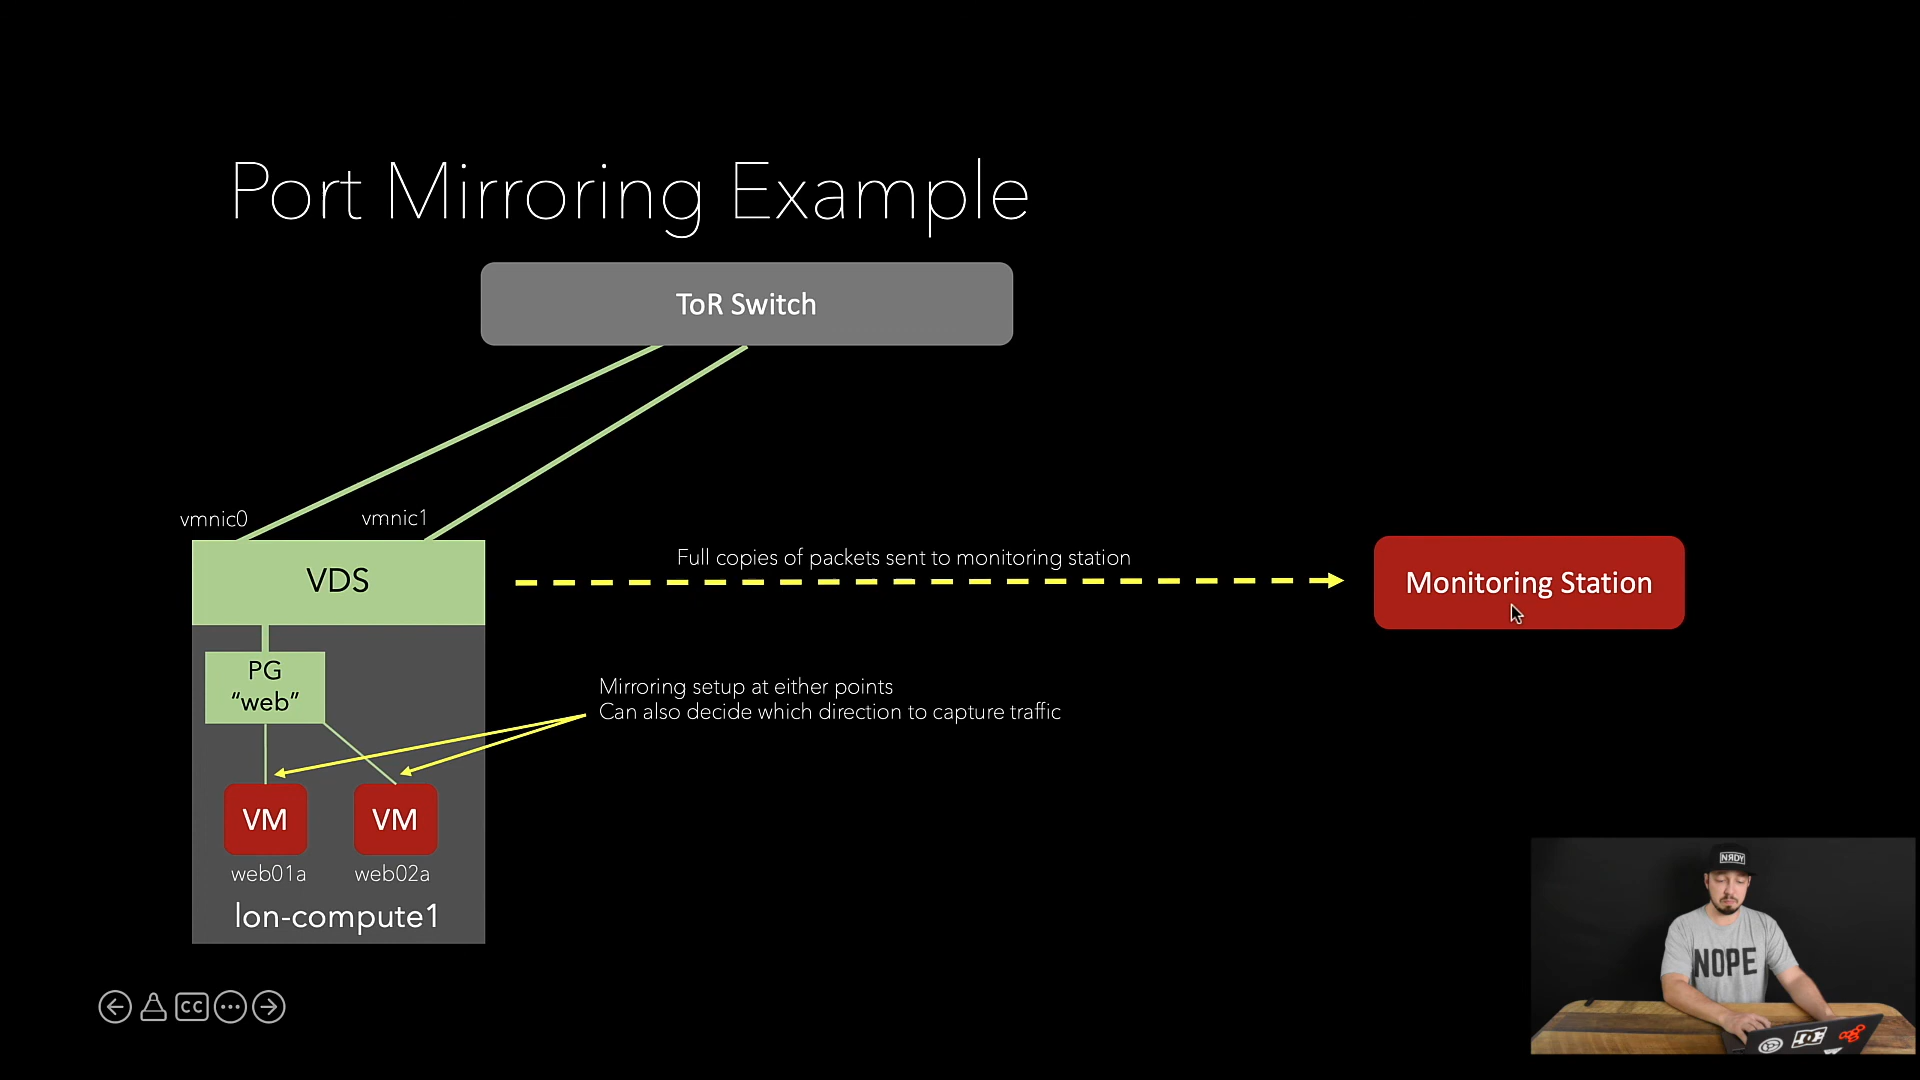 Port Mirroring Example
ToR Switch
vmnic0
vmnic1
VDS
Full copies of packets sent to monitoring station
Monitoring Station
PG
“web”
Mirroring setup at either points
Can also decide which direction to capture traffic
VM
VM
web01a
web02a
lon-compute1
CC
NRDY
NOPE